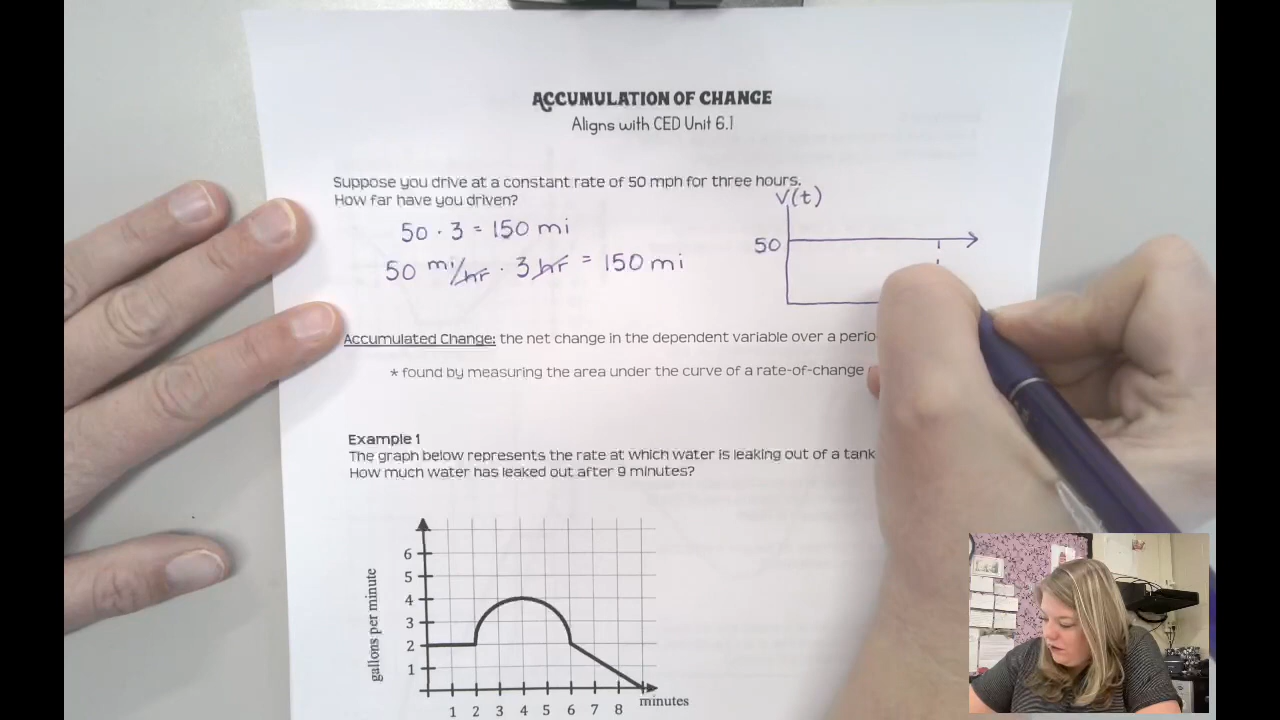 ACCUMULATION OF CHANGE
Aligns with CED Unit 6.1
Suppose you drive at a constant rate of 50 mph for three hours.
How far have you driven?
50 · 3 = 150 mi
50 mi/hr · 3 hr = 150 mi
V(t)
50
Accumulated Change: the net change in the dependent variable over a perio
* found by measuring the area under the curve of a rate-of-change
Example 1
The graph below represents the rate at which water is leaking out of a tank
How much water has leaked out after 9 minutes?
gallons per minute
6
5
4
3
2
1
1 2 3 4 5 6 7 8
minutes